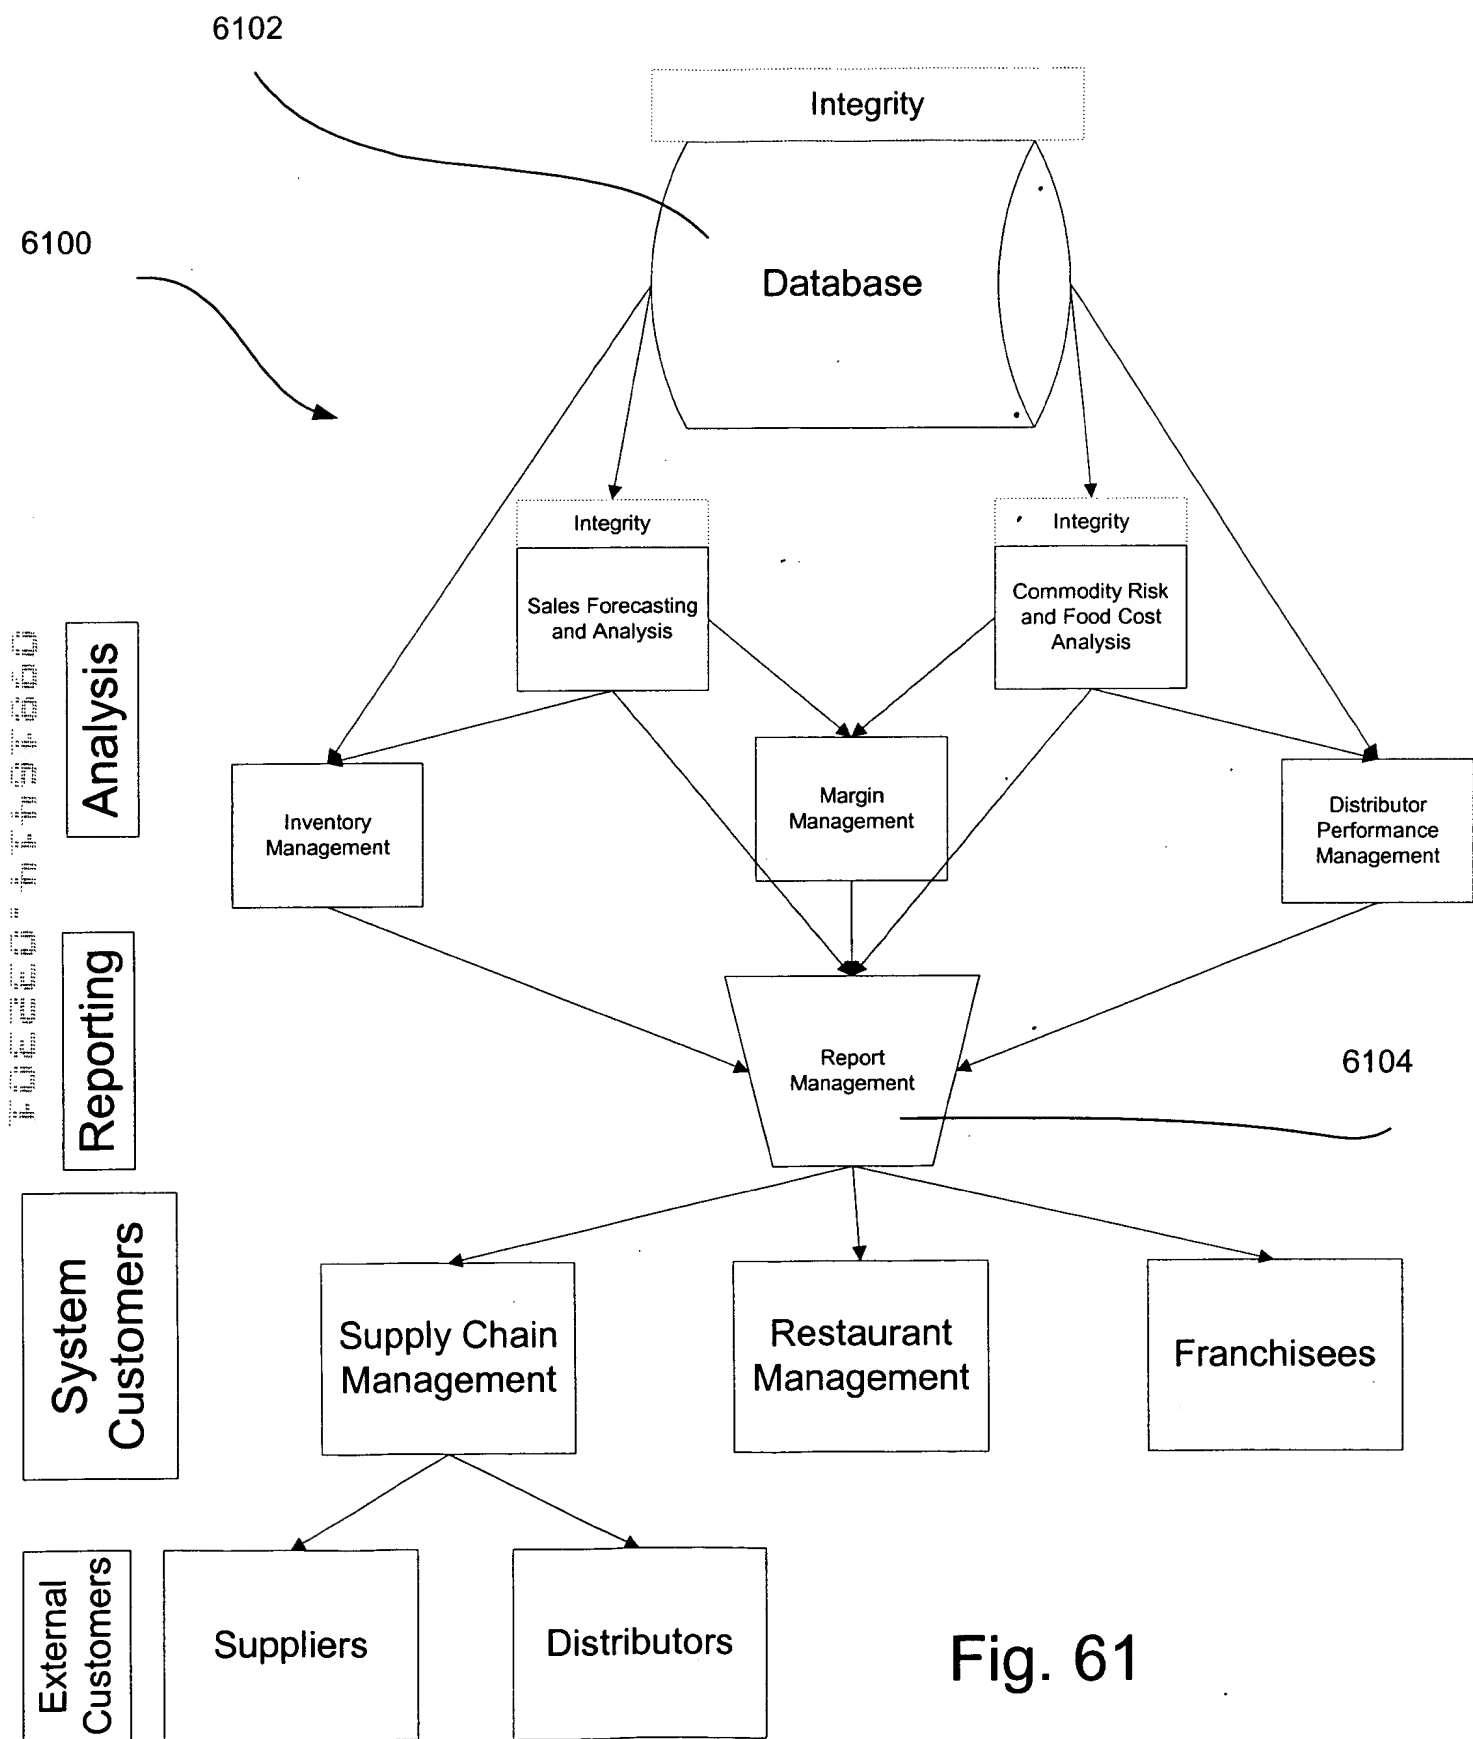 6102
Integrity
6100
Database
Integrity
Integrity
Sales Forecasting
and Analysis
Commodity Risk
and Food Cost
Analysis
Analysis
Inventory
Management
Margin
Management
Distributor
Performance
Management
Reporting
Report
Management
6104
System
Customers
Supply Chain
Management
Restaurant
Management
Franchisees
External
Customers
Suppliers
Distributors
Fig. 61